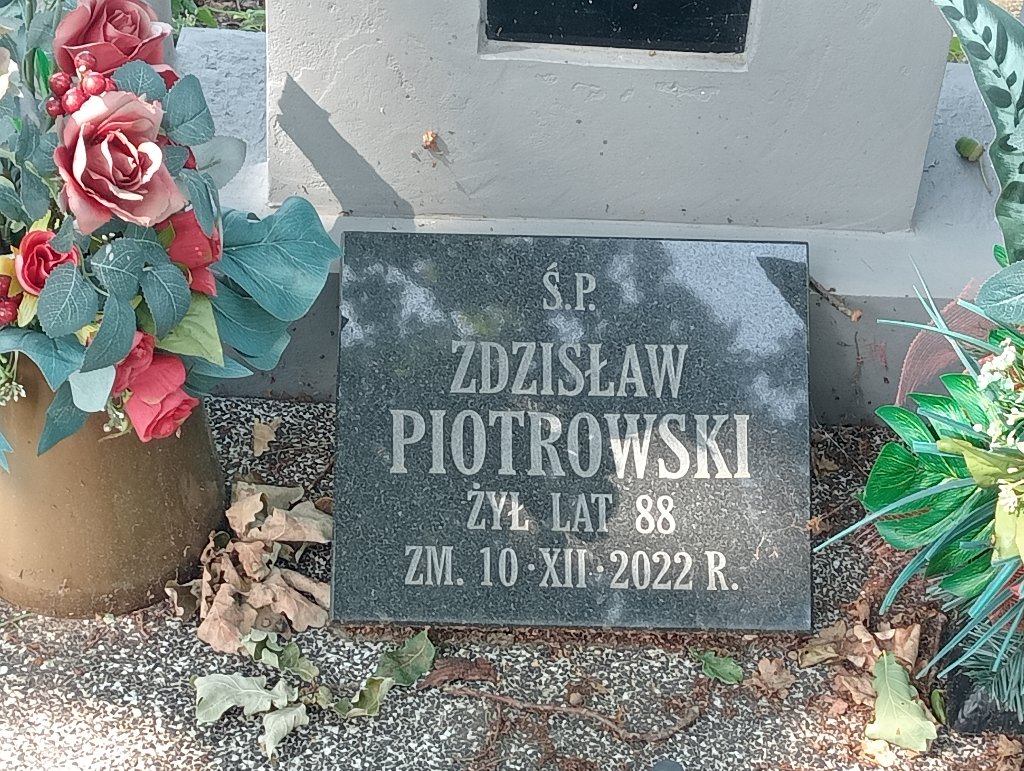 Ś.P.
ZDZISŁAW
PIOTROWSKI
ŻYŁ LAT 88
ZM. 10·XII·2022 R.